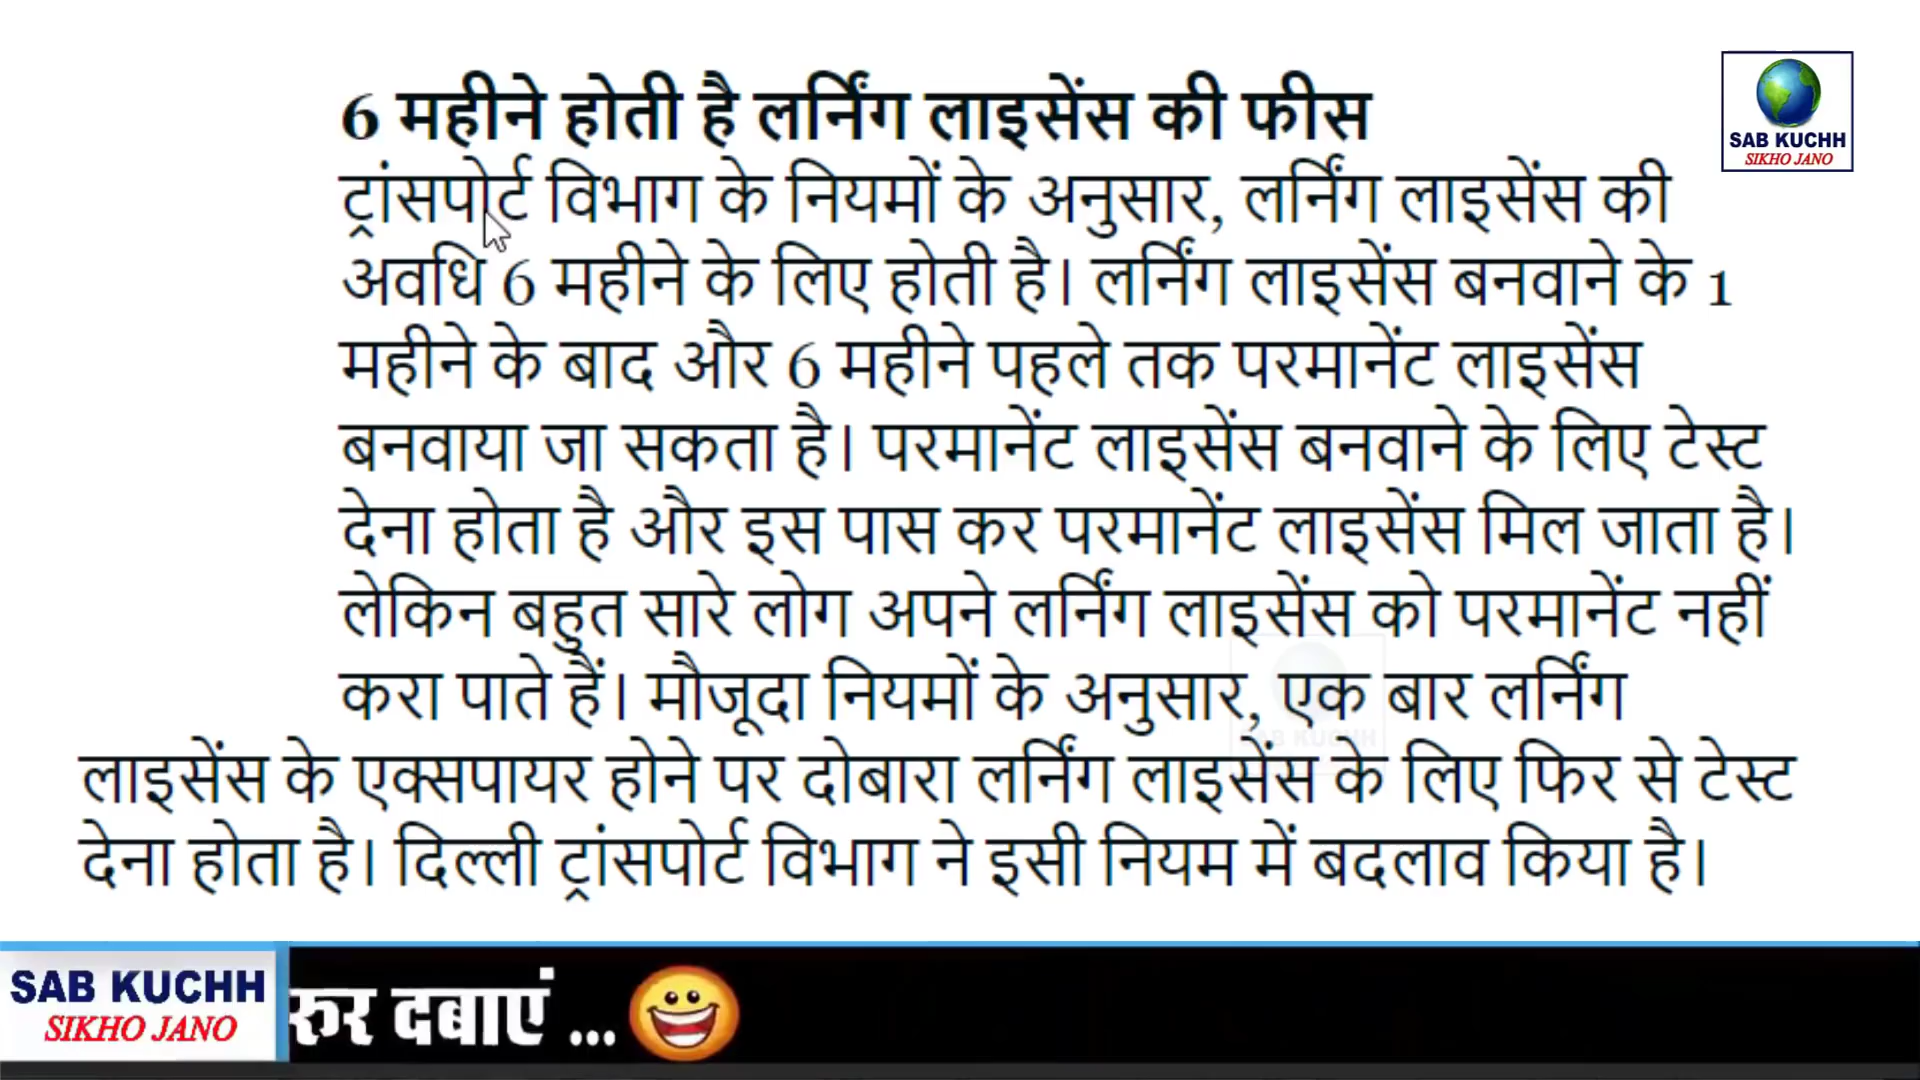 6 महीने होती है लर्निंग लाइसेंस की फीस
SAB KUCHH
SIKHO JANO
ट्रांसपोर्ट विभाग के नियमों के अनुसार, लर्निंग लाइसेंस की
अवधि 6 महीने के लिए होती है। लर्निंग लाइसेंस बनवाने के 1
महीने के बाद और 6 महीने पहले तक परमानेंट लाइसेंस
बनवाया जा सकता है। परमानेंट लाइसेंस बनवाने के लिए टेस्ट
देना होता है और इस पास कर परमानेंट लाइसेंस मिल जाता है।
लेकिन बहुत सारे लोग अपने लर्निंग लाइसेंस को परमानेंट नहीं
करा पाते हैं। मौजूदा नियमों के अनुसार, एक बार लर्निंग
SAB KUCHH
लाइसेंस के एक्सपायर होने पर दोबारा लर्निंग लाइसेंस के लिए फिर से टेस्ट
देना होता है। दिल्ली ट्रांसपोर्ट विभाग ने इसी नियम में बदलाव किया है।
SAB KUCHH
SIKHO JANO
रुर दबाएं ...